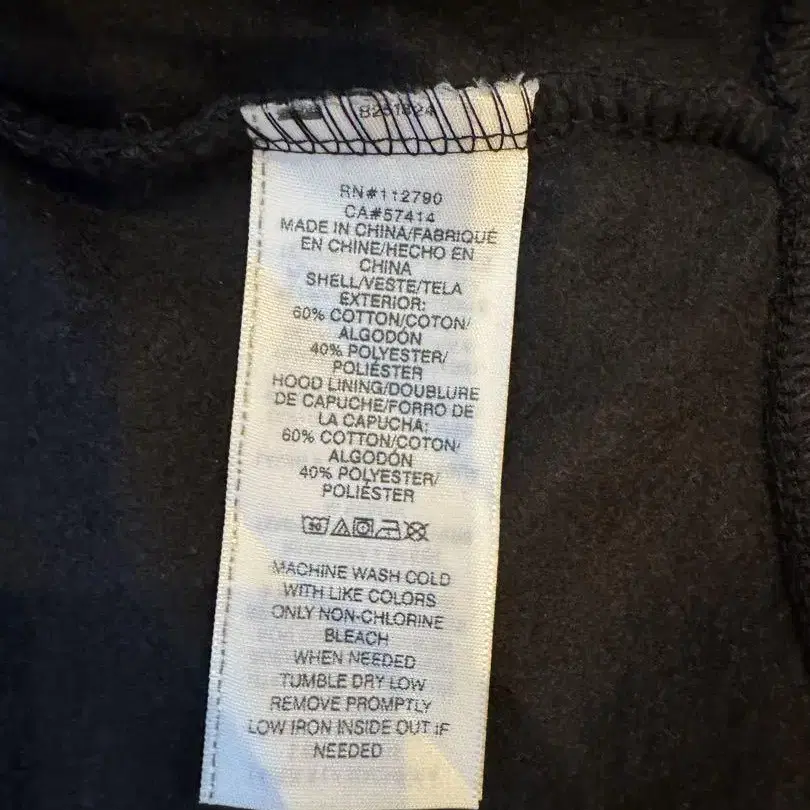 RN#112790
CA#57414
MADE IN CHINA/FABRIQUÉ
EN CHINE/HECHO EN
CHINA
SHELL/VESTE/TELA
EXTERIOR:
60% COTTON/COTON/
ALGODÓN
40% POLYESTER/
POLIÉSTER
HOOD LINING/DOUBLURE
DE CAPUCHE/FORRO DE
LA CAPUCHA:
60% COTTON/COTON/
ALGODÓN
40% POLYESTER/
POLIÉSTER
30
MACHINE WASH COLD
WITH LIKE COLORS
ONLY NON-CHLORINE
BLEACH
WHEN NEEDED
TUMBLE DRY LOW
REMOVE PROMPTLY
LOW IRON INSIDE OUT IF
NEEDED